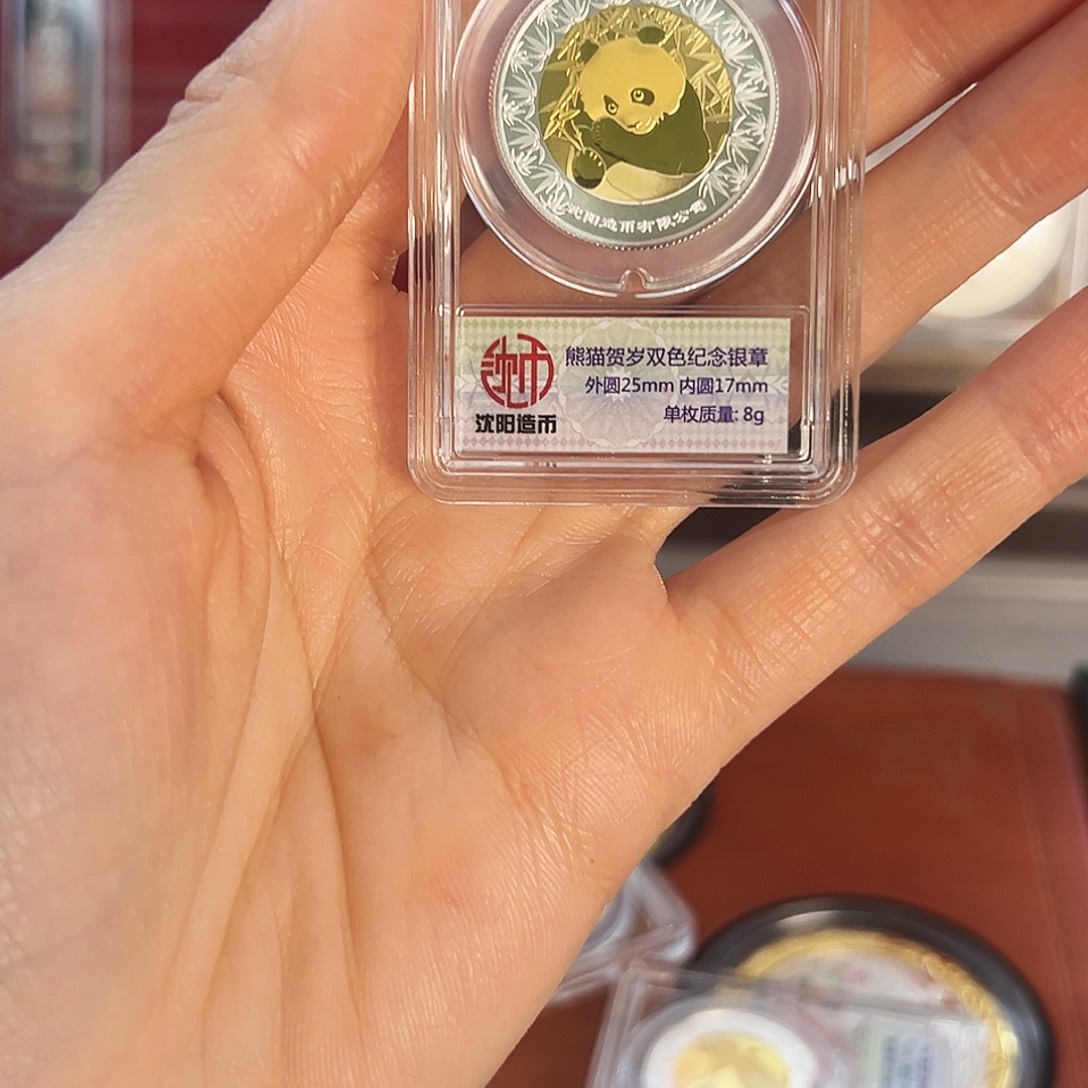 沈阳造币有限公司
熊猫贺岁双色纪念银章
外圆25mm 内圆17mm
单枚质量: 8g
沈币
沈阳造币